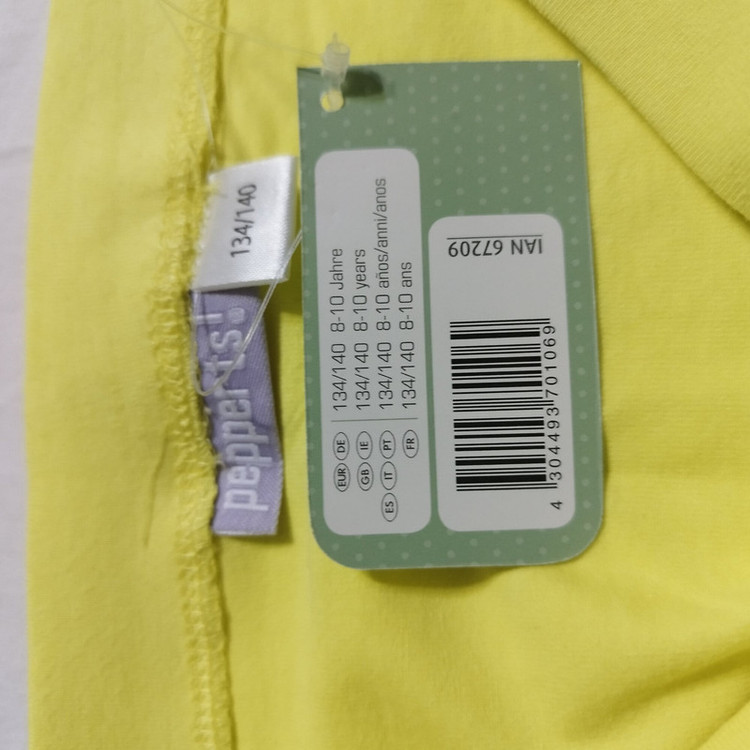 134/140
pepperts!
EUR DE 134/140 8-10 Jahre
GB IE 134/140 8-10 years
ES IT PT 134/140 8-10 años/anni/anos
FR 134/140 8-10 ans
IAN 67209
4 304493 701069